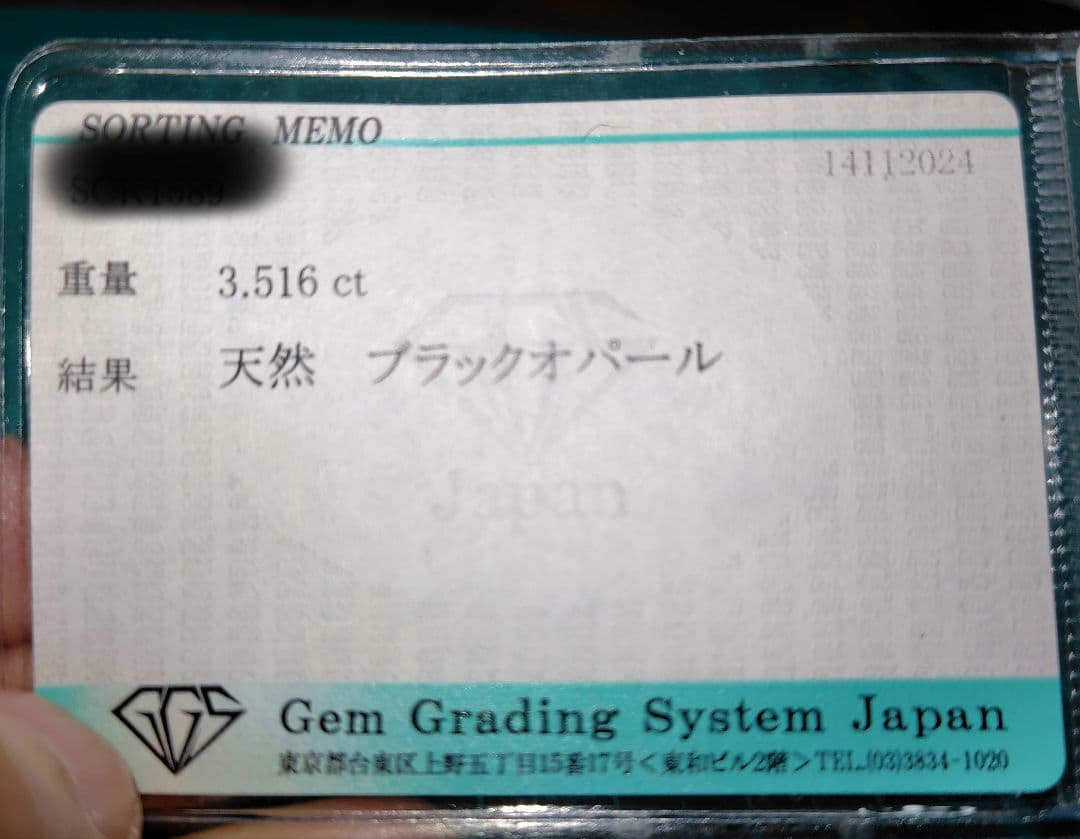 SORTING MEMO
14112024
重量 3.516 ct
結果 天然 ブラックオパール
Japan
GGS
Gem Grading System Japan
東京都台東区上野五丁目15番17号<東和ビル2階>TEL.(03)3834-1020